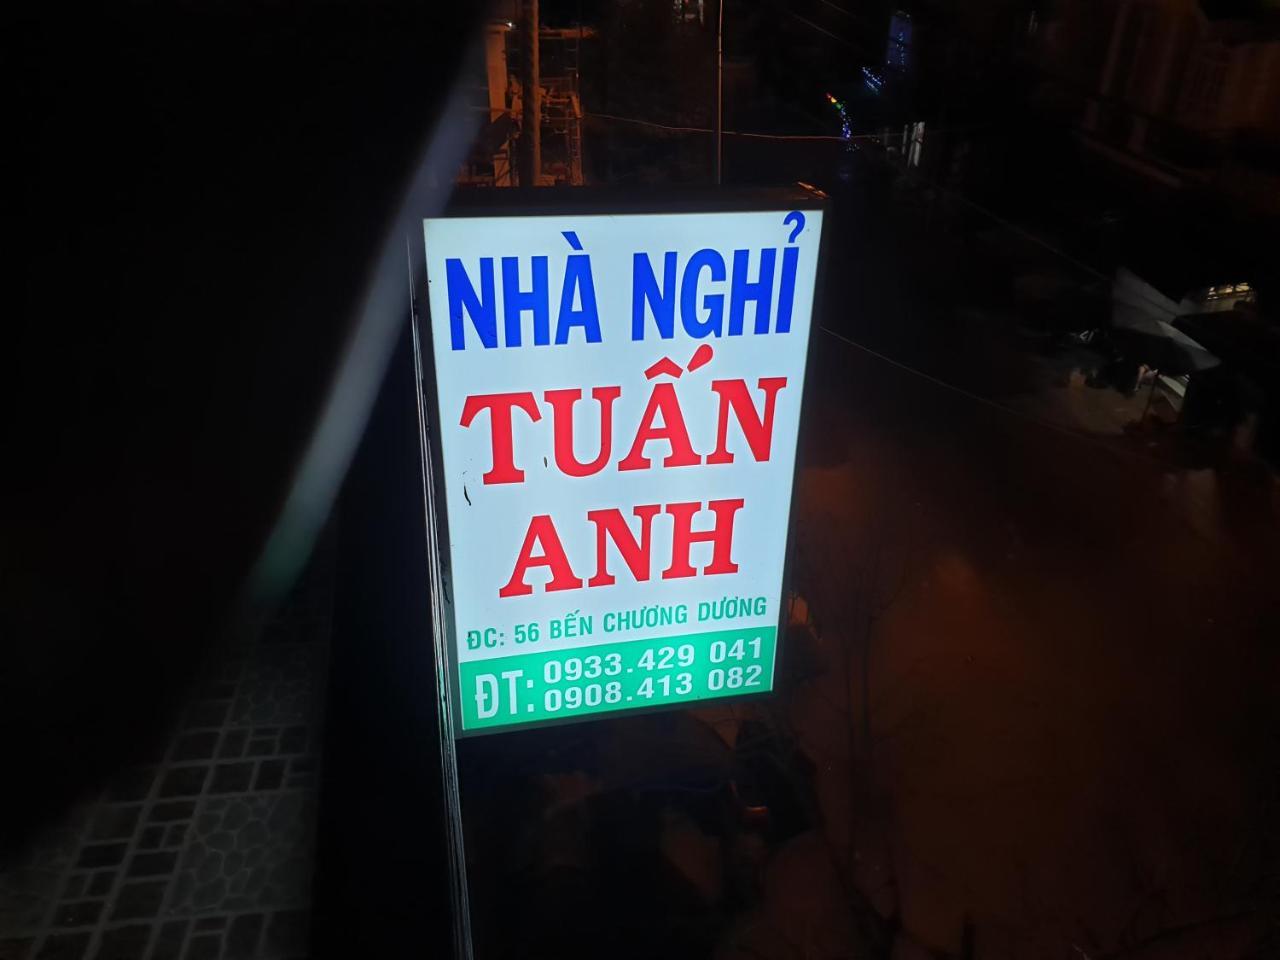 NHÀ NGHỈ
TUẤN
ANH
ĐC: 56 BẾN CHƯƠNG DƯƠNG
ĐT: 0933.429 041
0908.413 082